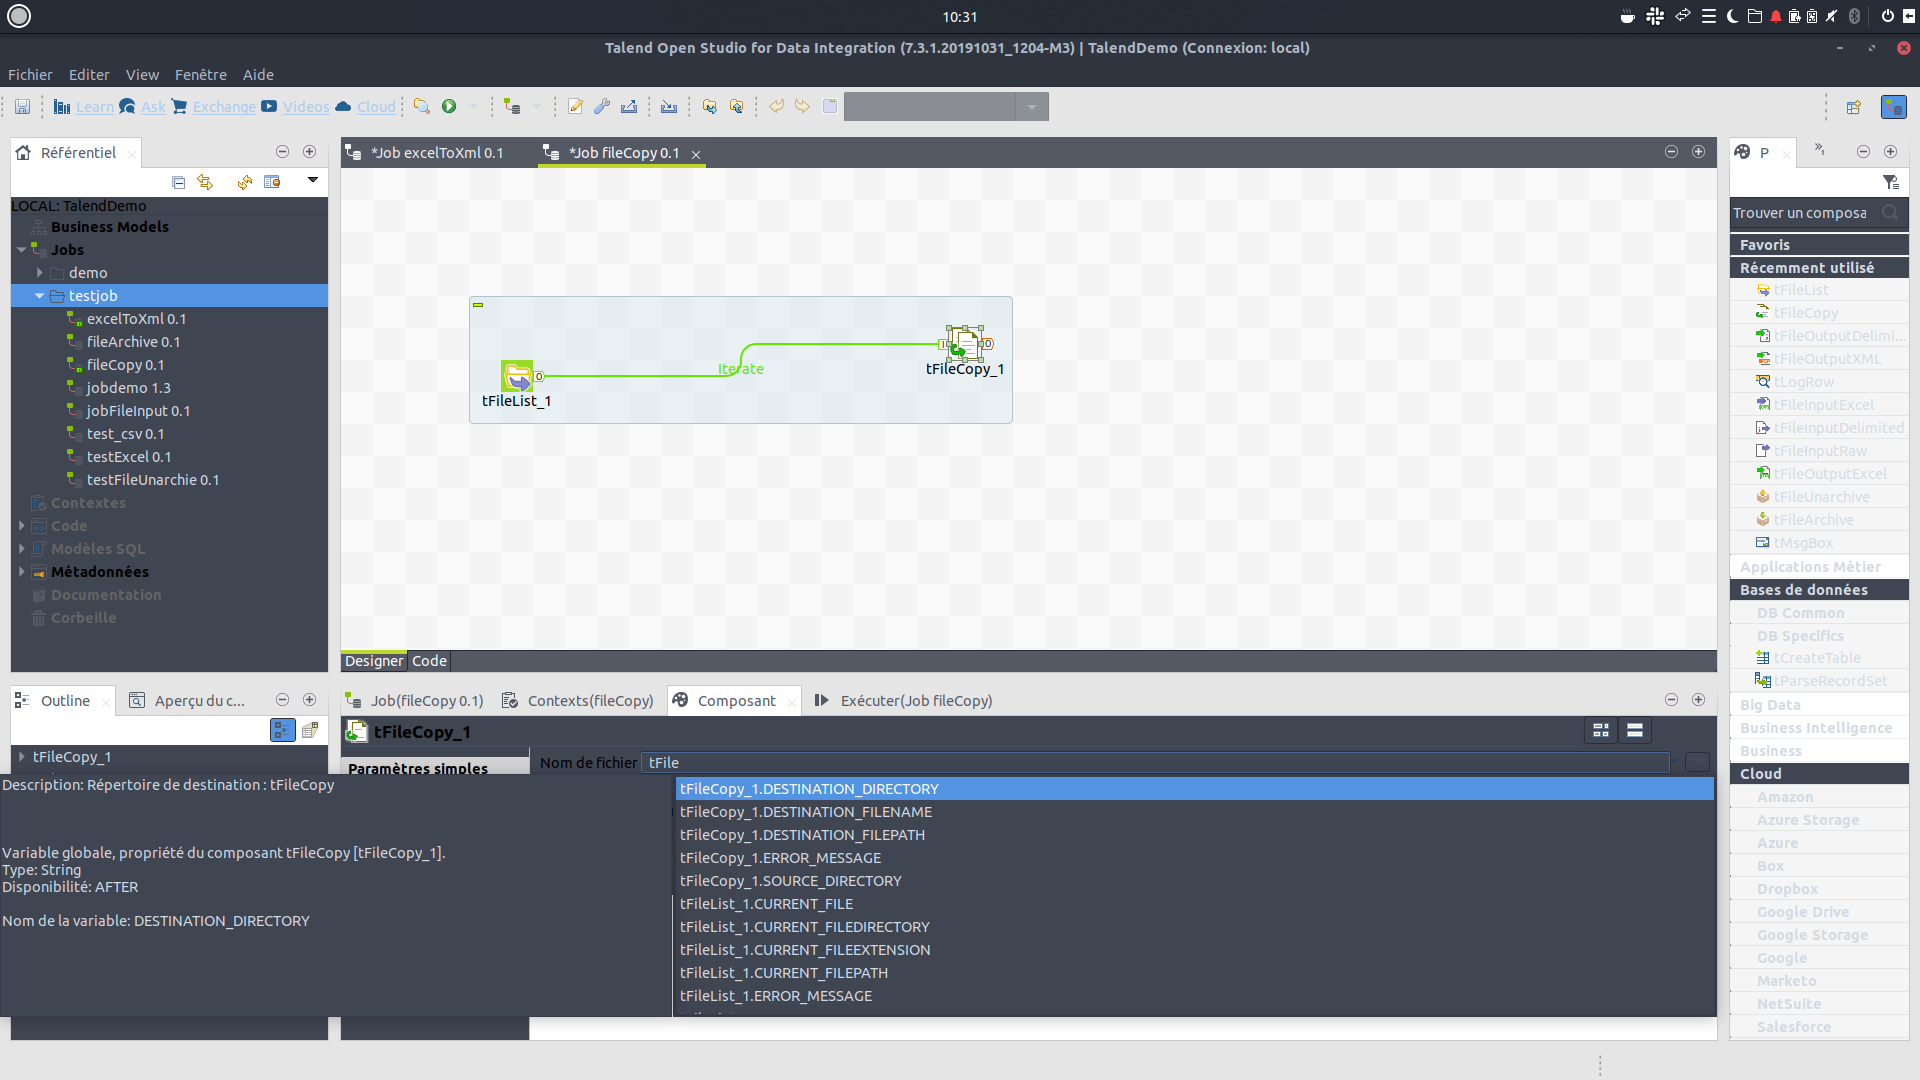 10:31
Talend Open Studio for Data Integration (7.3.1.20191031_1204-M3) | TalendDemo (Connexion: local)
Fichier Editer View Fenêtre Aide
Learn Ask Exchange Videos Cloud
Référentiel
LOCAL: TalendDemo
Business Models
Jobs
demo
testjob
excelToXml 0.1
fileArchive 0.1
fileCopy 0.1
jobdemo 1.3
jobFileInput 0.1
test_csv 0.1
testExcel 0.1
testFileUnarchie 0.1
Contextes
Code
Modèles SQL
Métadonnées
Documentation
Corbeille
*Job excelToXml 0.1
*Job fileCopy 0.1
Iterate
tFileList_1
tFileCopy_1
Designer Code
P
Trouver un composa
Favoris
Récemment utilisé
tFileList
tFileCopy
tFileOutputDelimi...
tFileOutputXML
tLogRow
tFileInputExcel
tFileInputDelimited
tFileInputRaw
tFileOutputExcel
tFileUnarchive
tFileArchive
tMsgBox
Applications Métier
Bases de données
DB Common
DB Specifics
tCreateTable
tParseRecordSet
Big Data
Business Intelligence
Business
Cloud
Amazon
Azure Storage
Azure
Box
Dropbox
Google Drive
Google Storage
Google
Marketo
NetSuite
Salesforce
Outline
Aperçu du c...
tFileCopy_1
Job(fileCopy 0.1)
Contexts(fileCopy)
Composant
Exécuter(Job fileCopy)
tFileCopy_1
Paramètres simples
Nom de fichier tFile
Description: Répertoire de destination : tFileCopy
Variable globale, propriété du composant tFileCopy [tFileCopy_1].
Type: String
Disponibilité: AFTER
Nom de la variable: DESTINATION_DIRECTORY
tFileCopy_1.DESTINATION_DIRECTORY
tFileCopy_1.DESTINATION_FILENAME
tFileCopy_1.DESTINATION_FILEPATH
tFileCopy_1.ERROR_MESSAGE
tFileCopy_1.SOURCE_DIRECTORY
tFileList_1.CURRENT_FILE
tFileList_1.CURRENT_FILEDIRECTORY
tFileList_1.CURRENT_FILEEXTENSION
tFileList_1.CURRENT_FILEPATH
tFileList_1.ERROR_MESSAGE